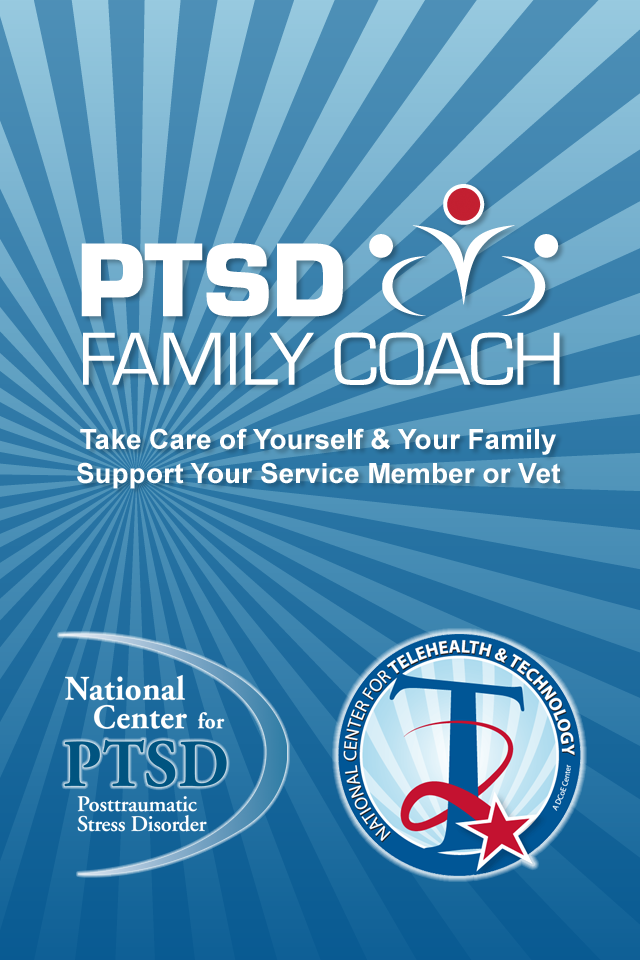 PTSD
FAMILY COACH
Take Care of Yourself & Your Family
Support Your Service Member or Vet
National
Center for
PTSD
Posttraumatic
Stress Disorder
NATIONAL CENTER FOR TELEHEALTH & TECHNOLOGY
A DCoE Center
T2